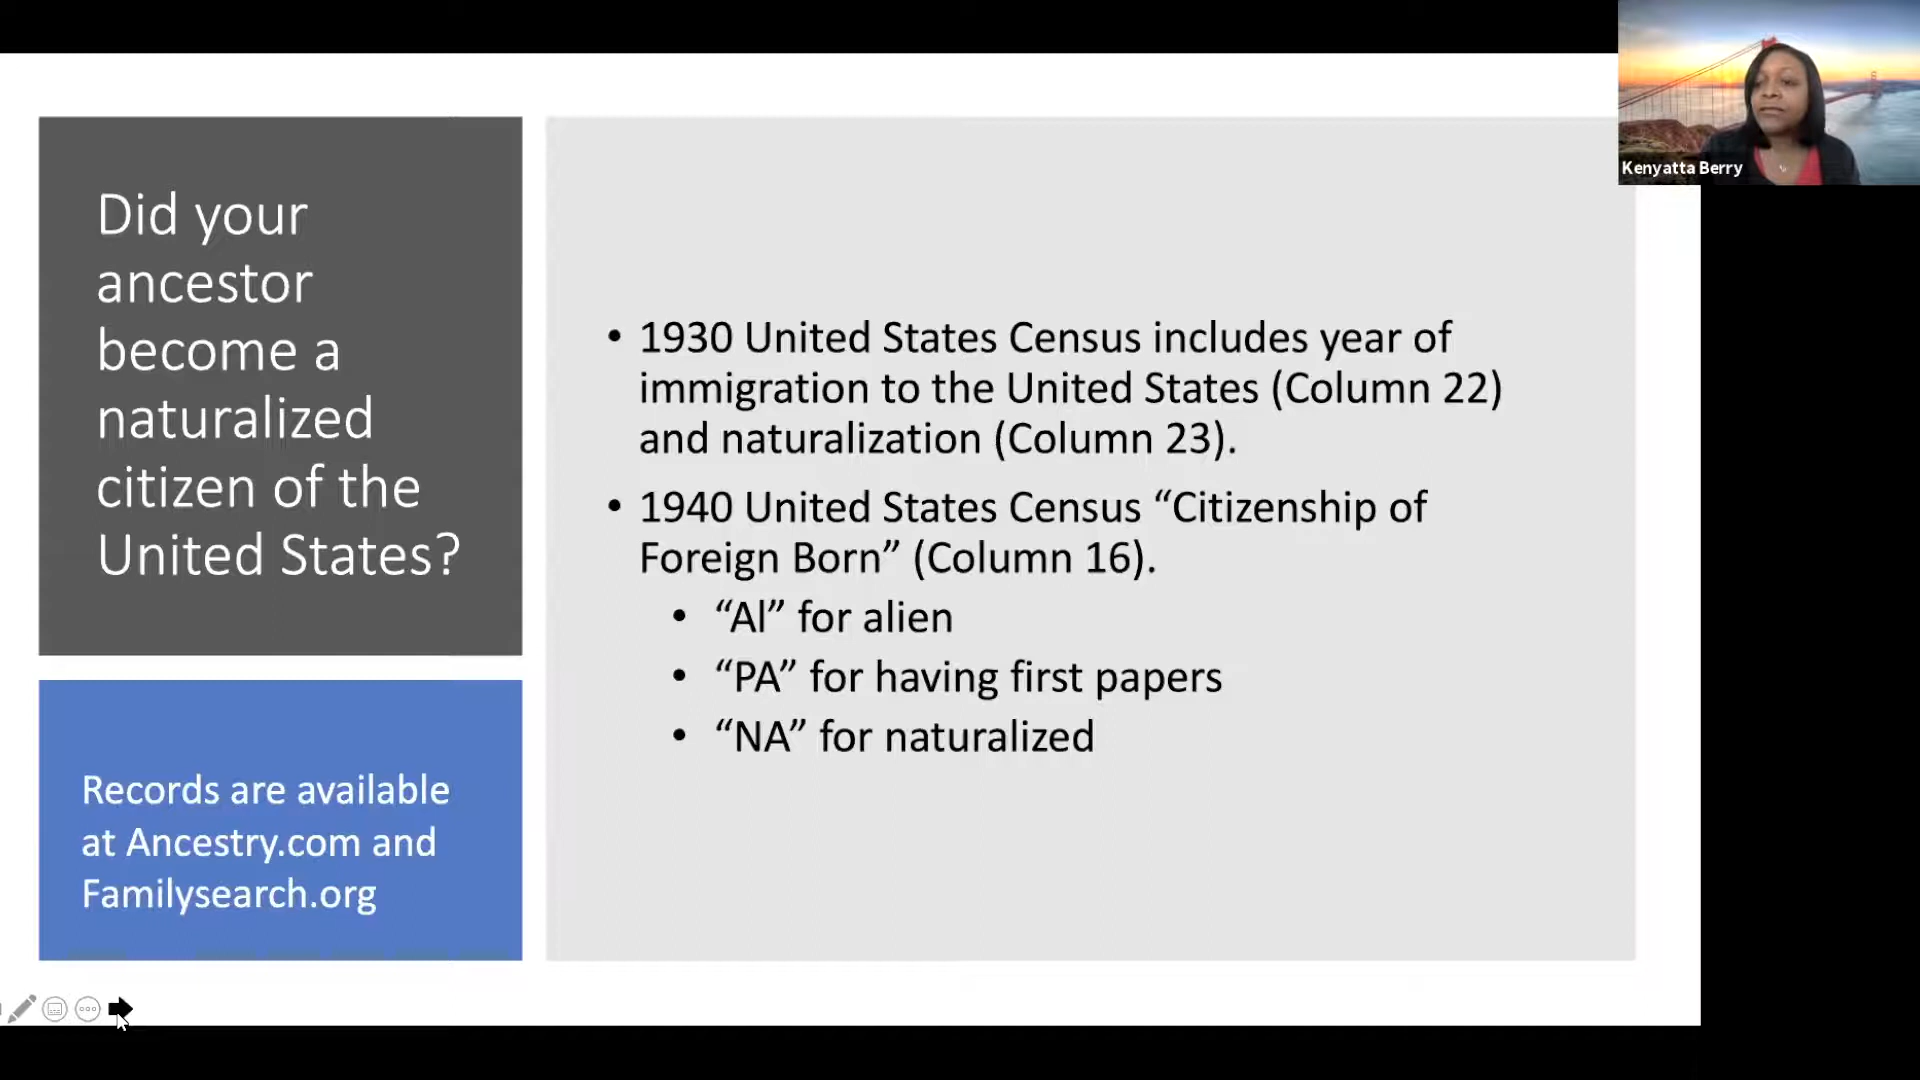 Did your
ancestor
become a
naturalized
citizen of the
United States?
Records are available
at Ancestry.com and
Familysearch.org
• 1930 United States Census includes year of
immigration to the United States (Column 22)
and naturalization (Column 23).
• 1940 United States Census “Citizenship of
Foreign Born” (Column 16).
• “Al” for alien
• “PA” for having first papers
• “NA” for naturalized
Kenyatta Berry